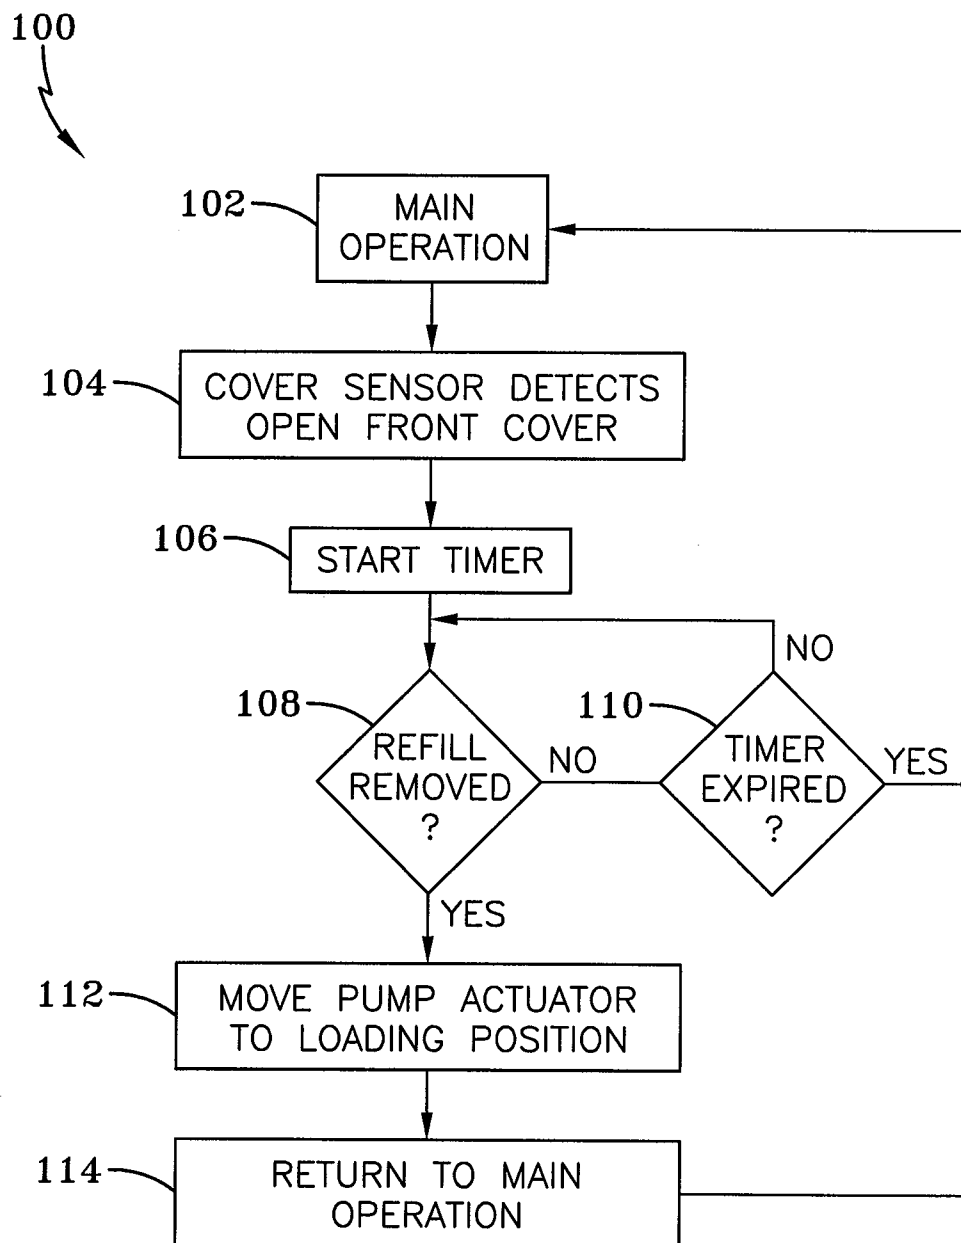 100
102
MAIN
OPERATION
104
COVER SENSOR DETECTS
OPEN FRONT COVER
106
START TIMER
NO
108
REFILL
REMOVED
?
NO
110
TIMER
EXPIRED
?
YES
YES
112
MOVE PUMP ACTUATOR
TO LOADING POSITION
114
RETURN TO MAIN
OPERATION